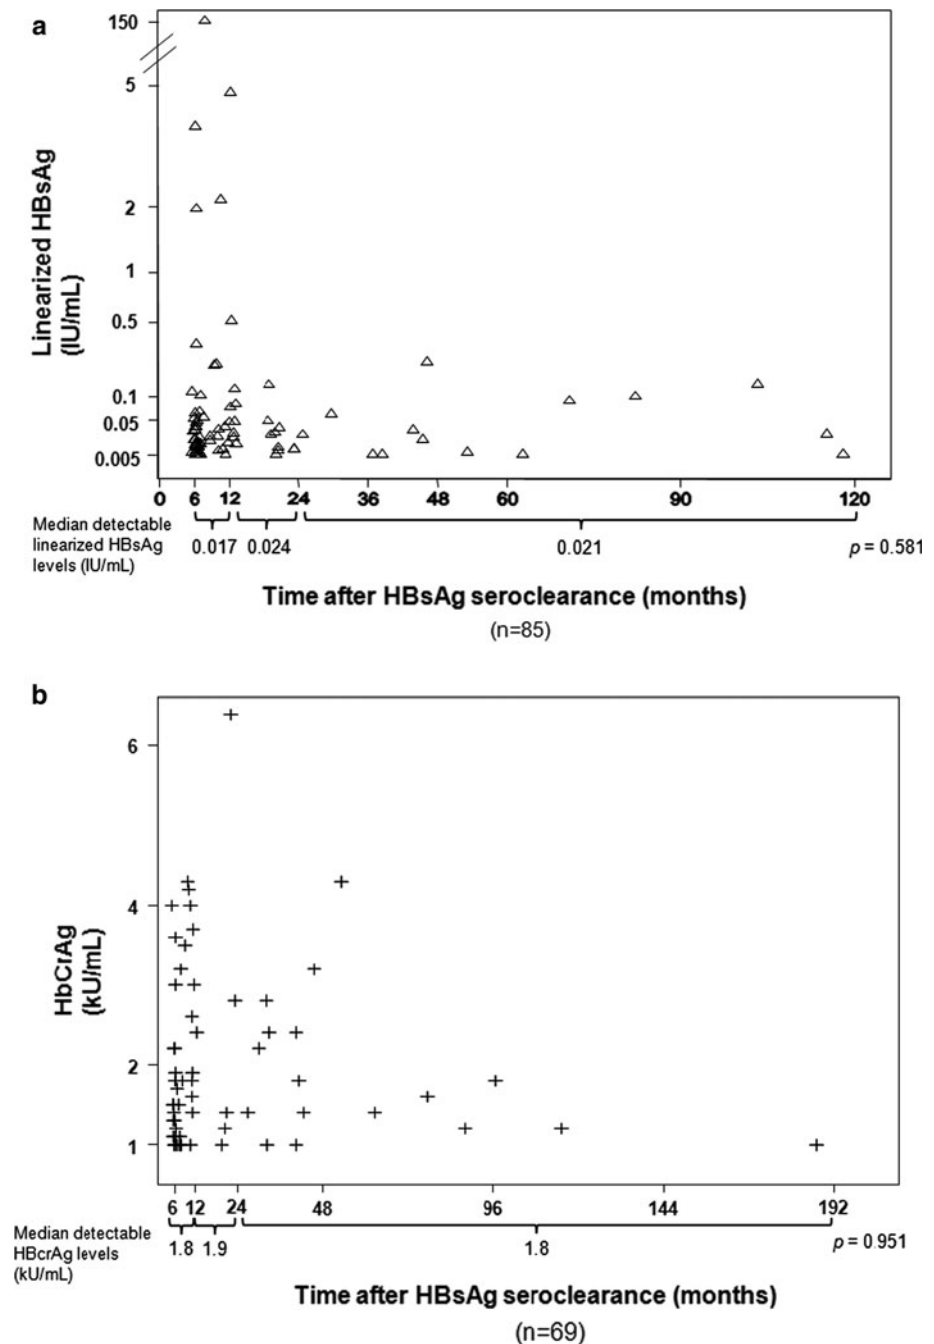 a
150
5
2
1
0.5
0.1
0.05
0.005
Linearized HBsAg
(IU/mL)
0 6 12 24 36 48 60 90 120
Median detectable
linearized HBsAg
levels (IU/mL)
0.017 0.024 0.021 p = 0.581
Time after HBsAg seroclearance (months)
(n=85)
b
6
4
2
1
HbCrAg
(kU/mL)
6 12 24 48 96 144 192
Median detectable
HBcrAg levels
(kU/mL)
1.8 1.9 1.8 p = 0.951
Time after HBsAg seroclearance (months)
(n=69)